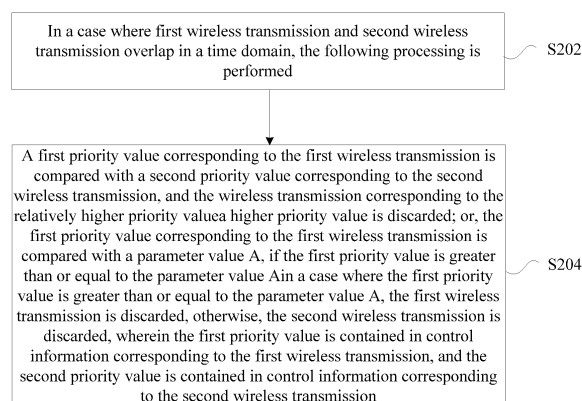 In a case where first wireless transmission and second wireless
transmission overlap in a time domain, the following processing is
performed
S202
A first priority value corresponding to the first wireless transmission is
compared with a second priority value corresponding to the second
wireless transmission, and the wireless transmission corresponding to the
relatively higher priority valuea higher priority value is discarded; or, the
first priority value corresponding to the first wireless transmission is
compared with a parameter value A, if the first priority value is greater
than or equal to the parameter value Ain a case where the first priority
value is greater than or equal to the parameter value A, the first wireless
transmission is discarded, otherwise, the second wireless transmission is
discarded, wherein the first priority value is contained in control
information corresponding to the first wireless transmission, and the
second priority value is contained in control information corresponding
to the second wireless transmission
S204